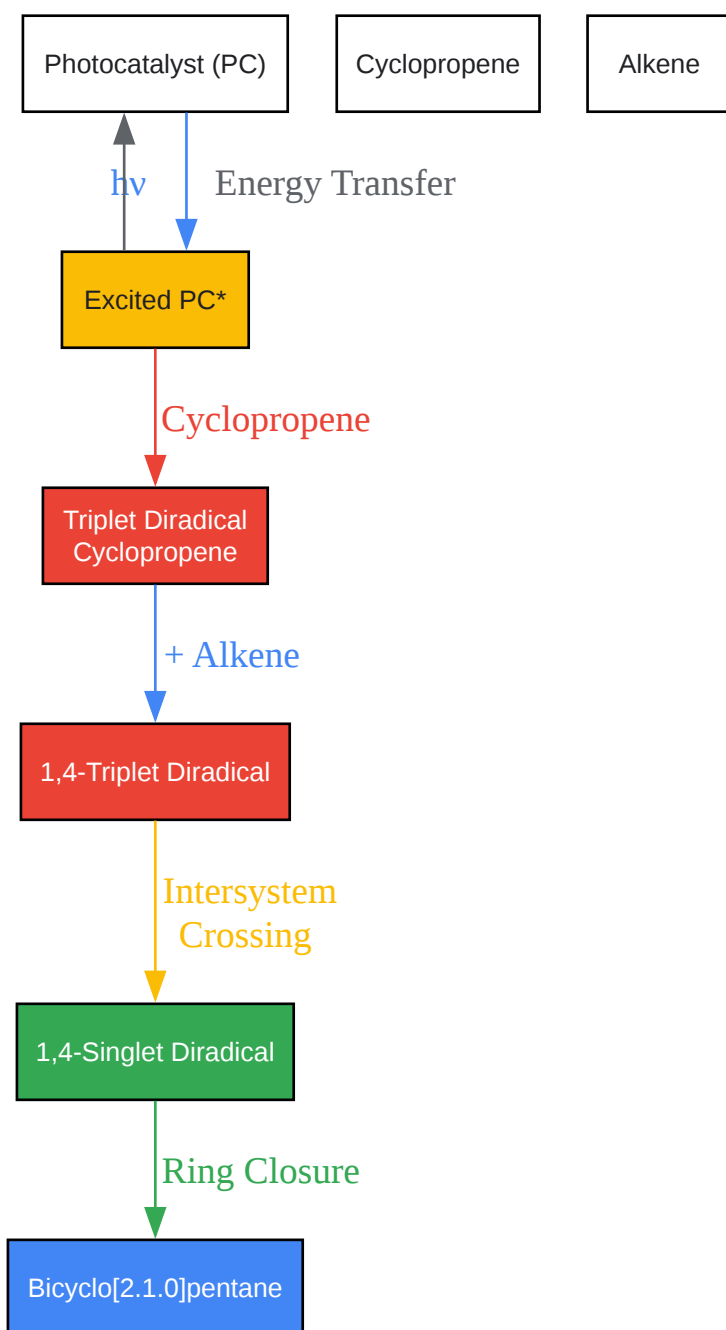 Photocatalyst (PC)
Cyclopropene
Alkene
hν
Energy Transfer
Excited PC*
Cyclopropene
Triplet Diradical
Cyclopropene
+ Alkene
1,4-Triplet Diradical
Intersystem
Crossing
1,4-Singlet Diradical
Ring Closure
Bicyclo[2.1.0]pentane